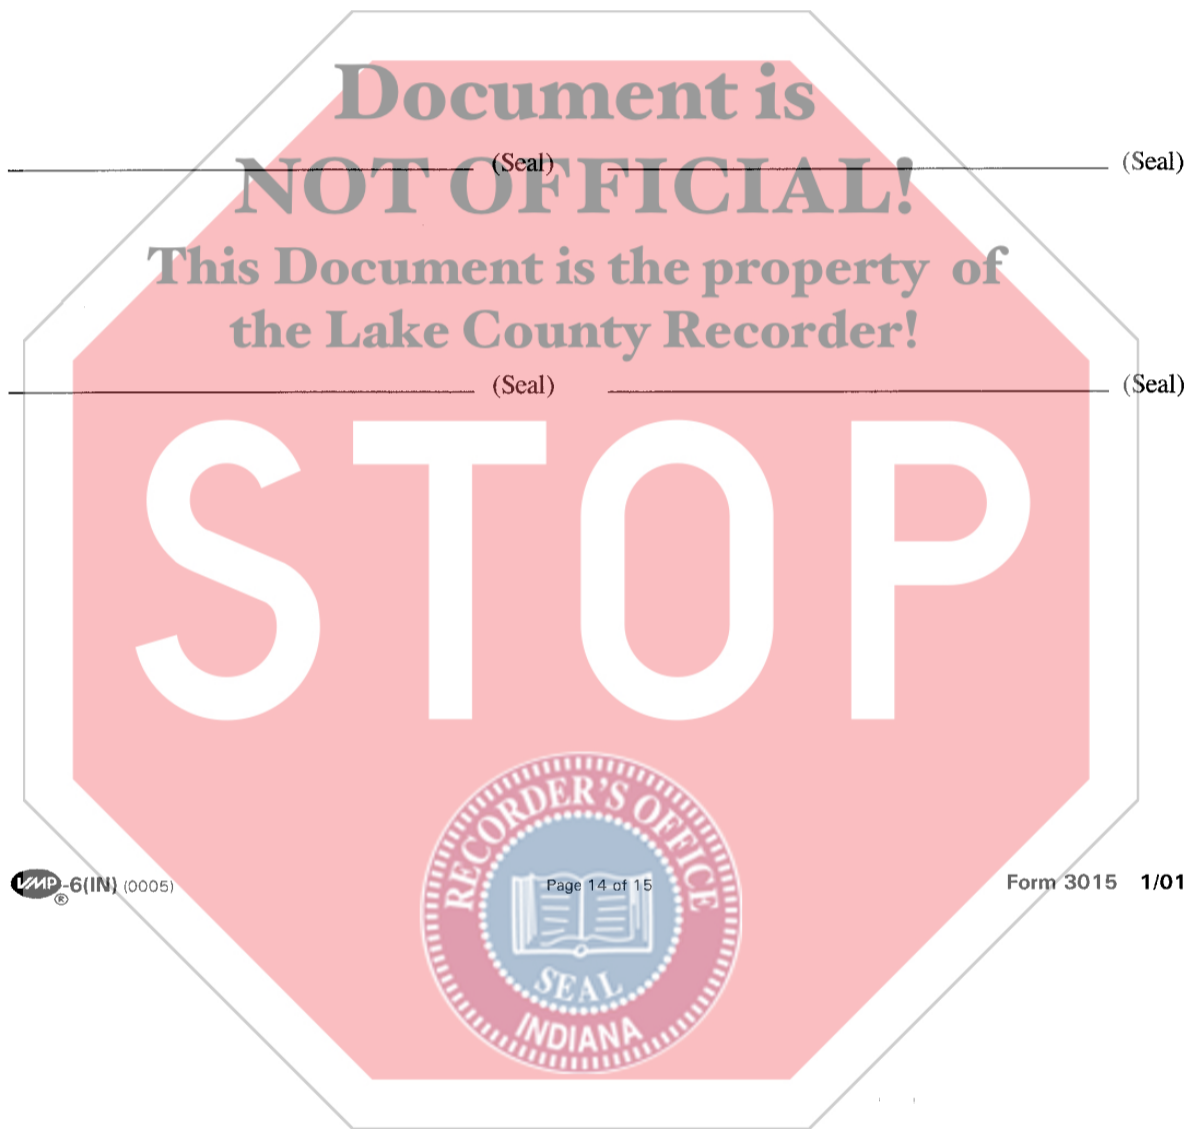 Document is
(Seal) (Seal)
NOT OFFICIAL!
This Document is the property of
the Lake County Recorder!
(Seal) (Seal)
STOP
RECORDER'S OFFICE
VMP®-6(IN) (0005) Page 14 of 15 Form 3015 1/01
SEAL
INDIANA